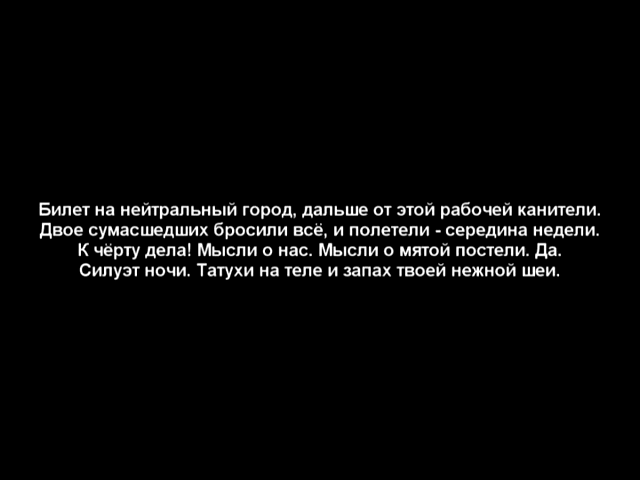 Билет на нейтральный город, дальше от этой рабочей канители.
Двое сумасшедших бросили всё, и полетели - середина недели.
К чёрту дела! Мысли о нас. Мысли о мятой постели. Да.
Силуэт ночи. Татухи на теле и запах твоей нежной шеи.